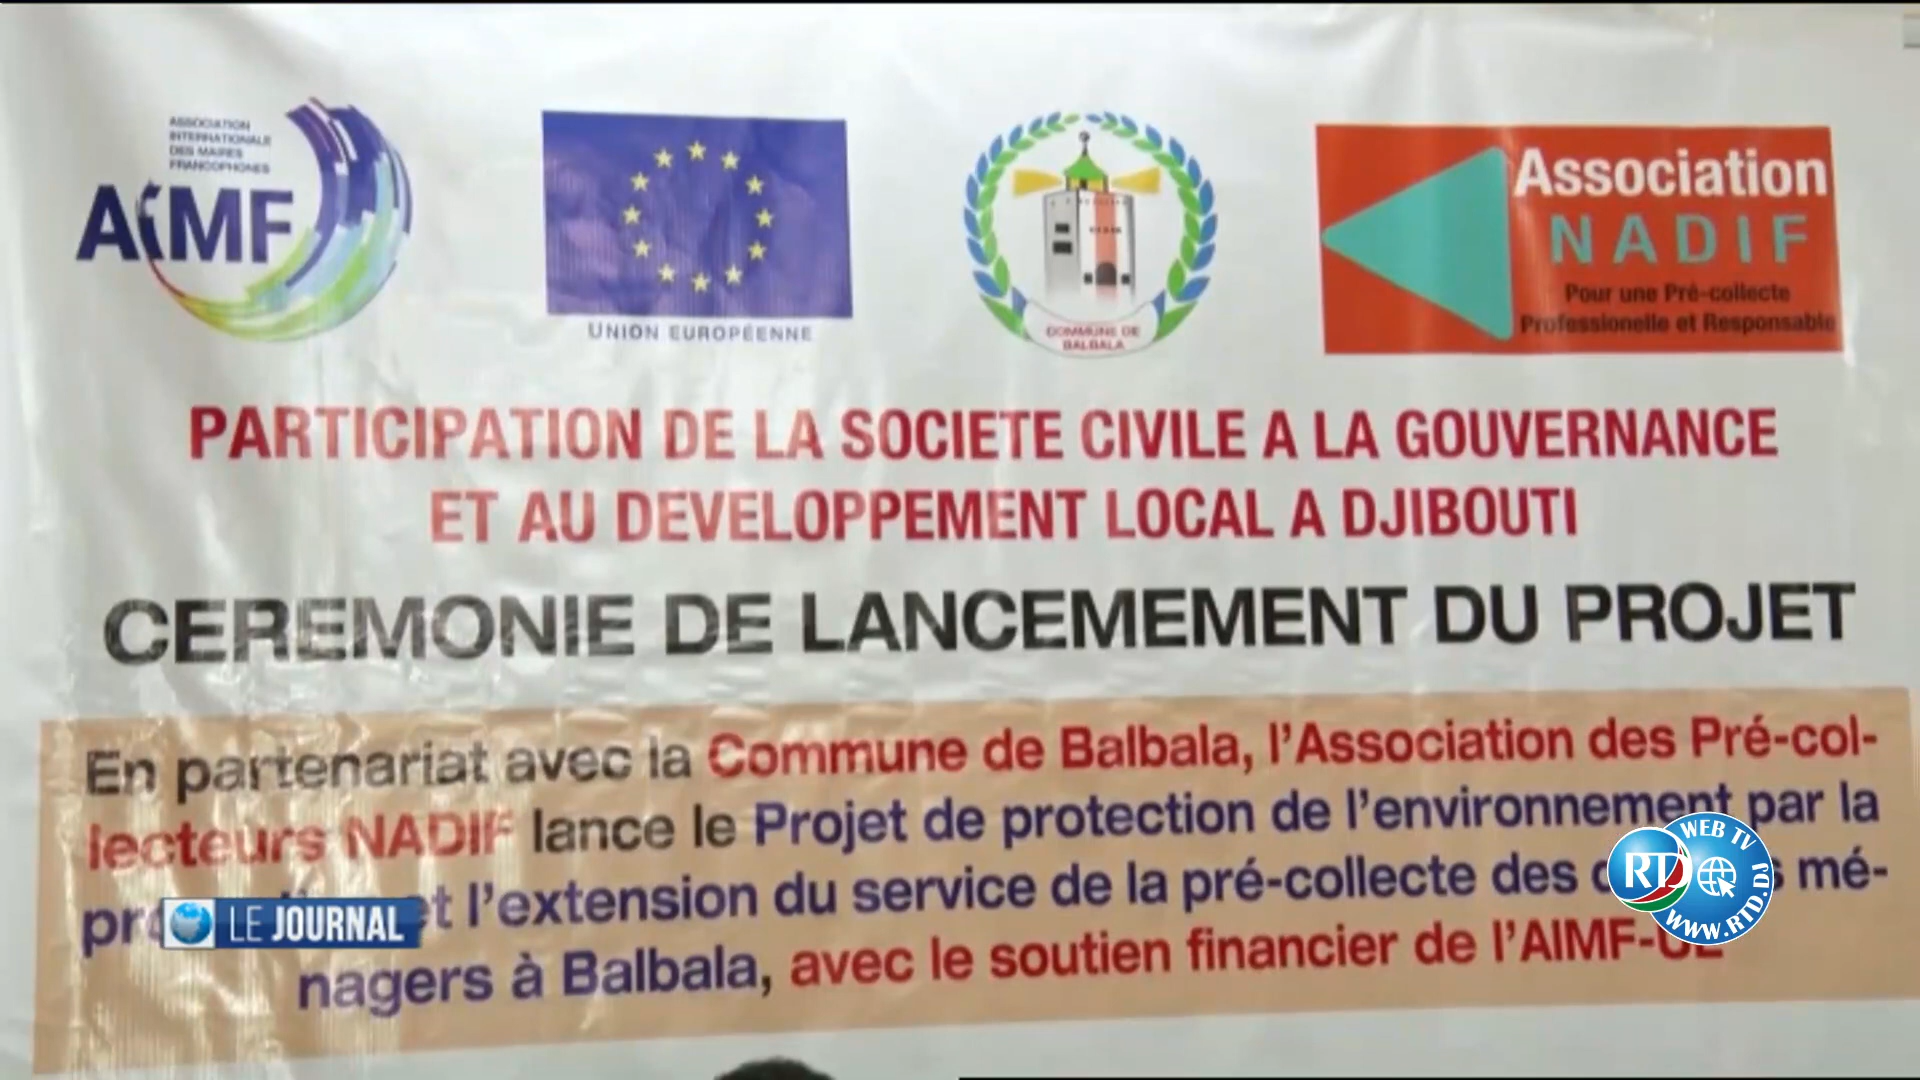 ASSOCIATION
INTERNATIONALE
DES MAIRES
FRANCOPHONES
AIMF
UNION EUROPÉENNE
COMMUNE DE
BALBALA
Association
NADIF
Pour une Pré-collecte
Professionelle et Responsable
PARTICIPATION DE LA SOCIETE CIVILE A LA GOUVERNANCE
ET AU DEVELOPPEMENT LOCAL A DJIBOUTI
CEREMONIE DE LANCEMEMENT DU PROJET
En partenariat avec la Commune de Balbala, l'Association des Pré-col-
lecteurs NADIF lance le Projet de protection de l'environnement par la
l'extension du service de la pré-collecte des mé-
nagers à Balbala, avec le soutien financier de l'AIMF-UE
LE JOURNAL
WEB TV
RTD
WWW.RTD.DJ